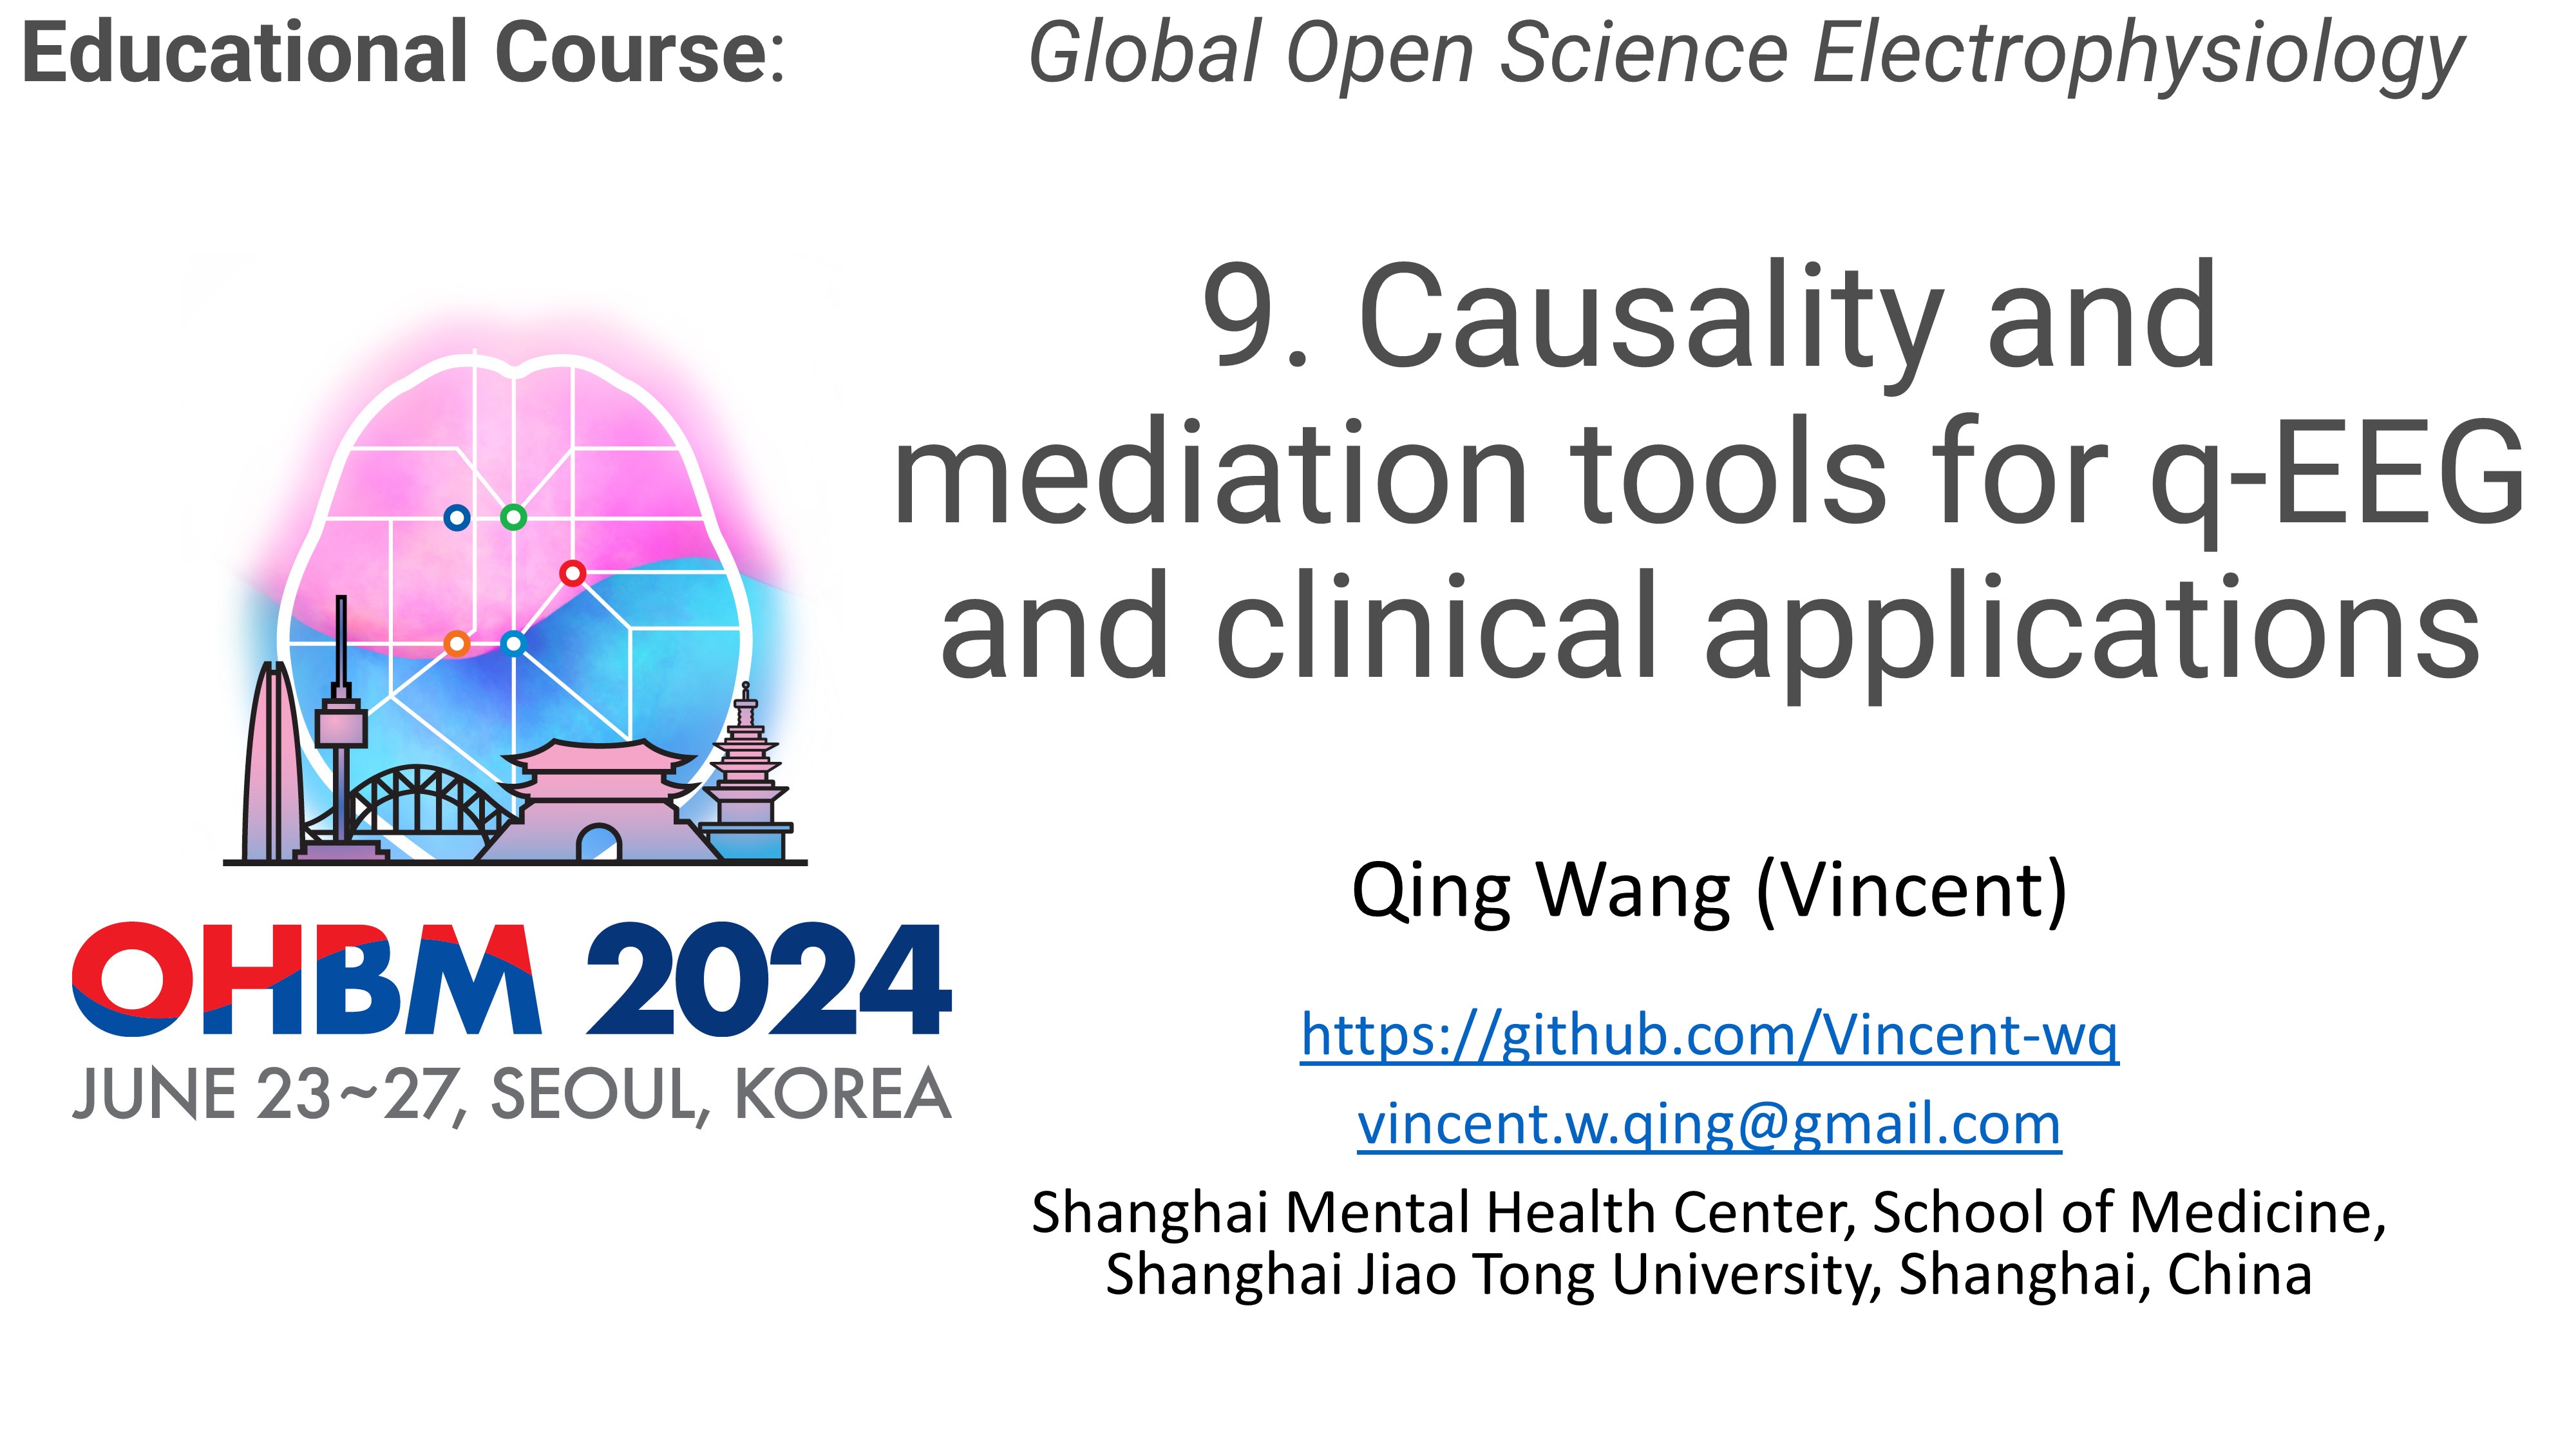 Educational Course: Global Open Science Electrophysiology
9. Causality and
mediation tools for q-EEG
and clinical applications
Qing Wang (Vincent)
https://github.com/Vincent-wq
vincent.w.qing@gmail.com
Shanghai Mental Health Center, School of Medicine,
Shanghai Jiao Tong University, Shanghai, China
OHBM 2024
JUNE 23~27, SEOUL, KOREA